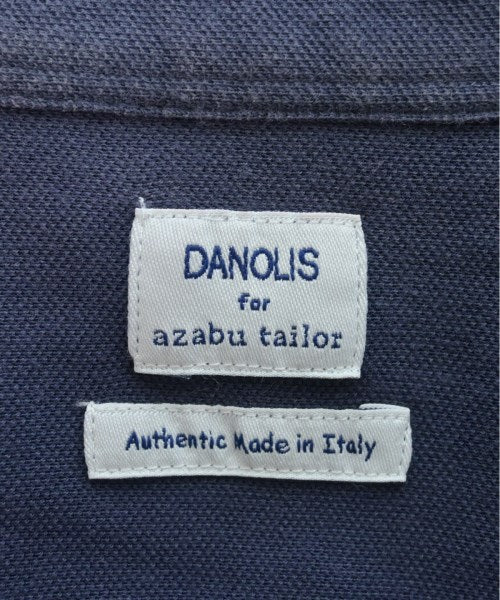 DANOLIS
for
azabu tailor
Authentic Made in Italy